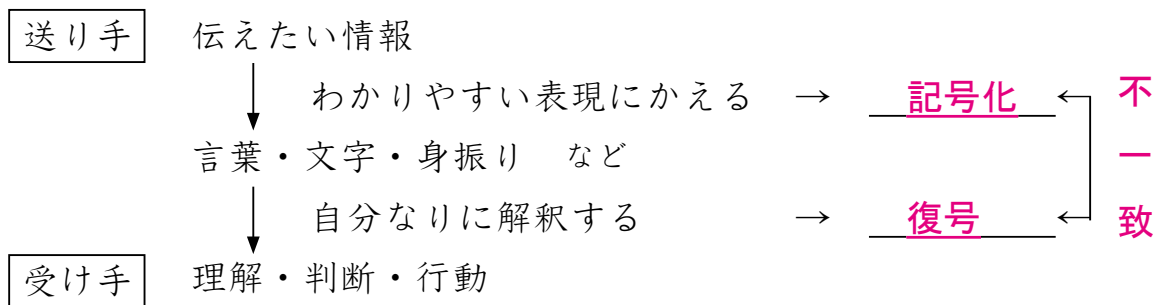 送り手 伝えたい情報
わかりやすい表現にかえる → 記号化 ← 不
言葉・文字・身振り など 一
自分なりに解釈する → 復号 ← 致
受け手 理解・判断・行動